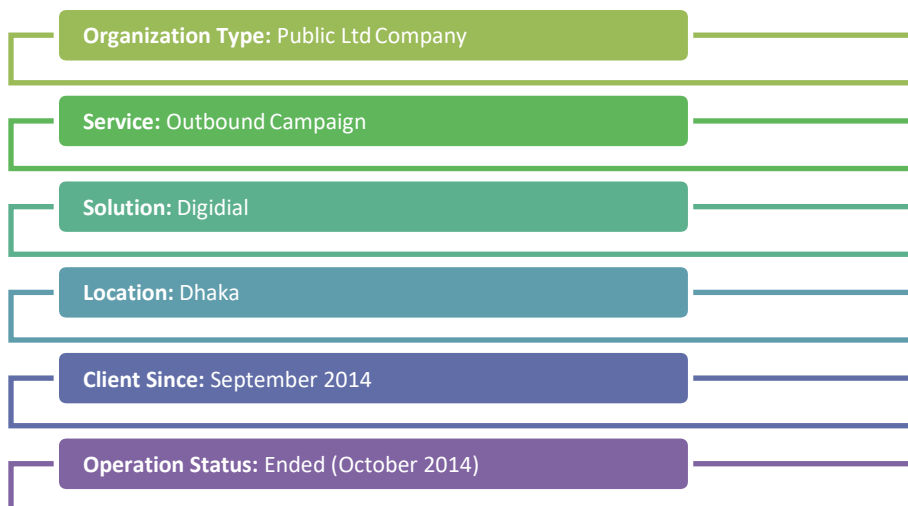 Organization Type: Public Ltd Company
Service: Outbound Campaign
Solution: Digidial
Location: Dhaka
Client Since: September 2014
Operation Status: Ended (October 2014)